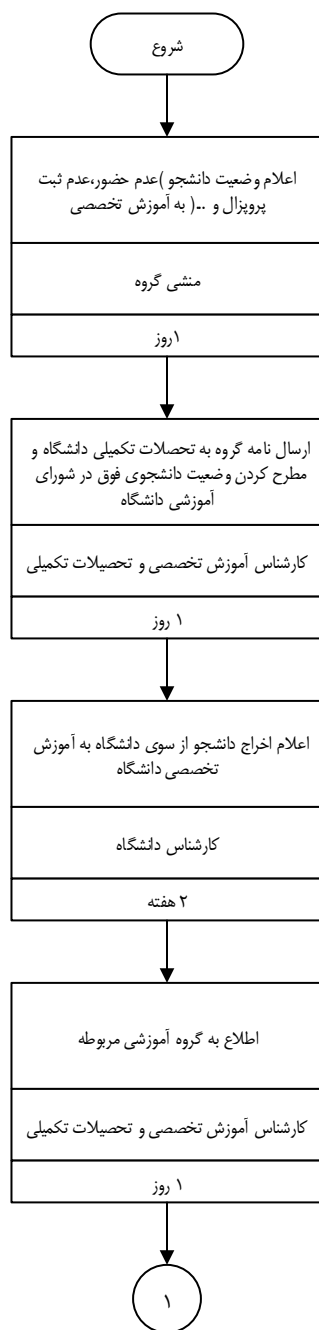 شروع
اعلام وضعیت دانشجو )عدم حضور،عدم ثبت
پروپزال و ...( به آموزش تخصصی
منشی گروه
۱روز
ارسال نامه گروه به تحصلات تکمیلی دانشگاه و
مطرح کردن وضعیت دانشجوی فوق در شورای
آموزشی دانشگاه
کارشناس آموزش تخصصی و تحصیلات تکمیلی
۱ روز
اعلام اخراج دانشجو از سوی دانشگاه به آموزش
تخصصی دانشگاه
کارشناس دانشگاه
۲ هفته
اطلاع به گروه آموزشی مربوطه
کارشناس آموزش تخصصی و تحصیلات تکمیلی
۱ روز
۱